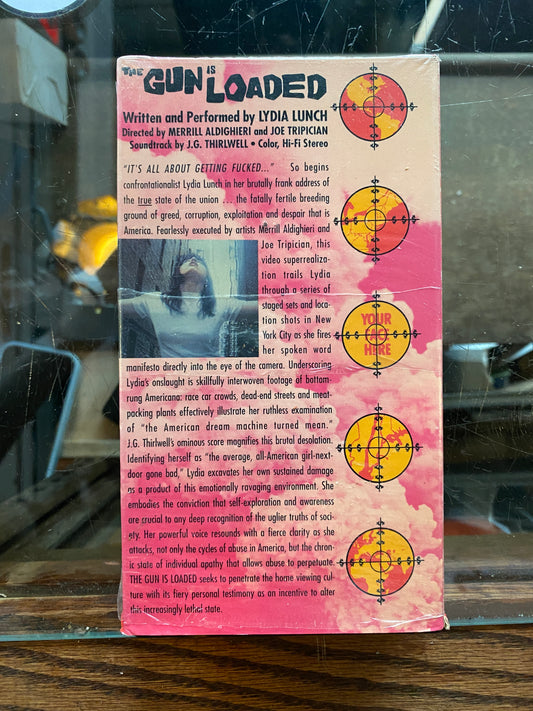 THE GUN IS LOADED
Written and Performed by LYDIA LUNCH
Directed by MERRILL ALDIGHIERI and JOE TRIPICIAN
Soundtrack by J.G. THIRLWELL • Color, Hi-Fi Stereo
"IT'S ALL ABOUT GETTING FUCKED..." So begins
confrontationalist Lydia Lunch in her brutally frank address of
the true state of the union ... the fatally fertile breeding
ground of greed, corruption, exploitation and despair that is
America. Fearlessly executed by artists Merrill Aldighieri and
Joe Tripician, this
video superrealiza-
tion trails Lydia
through a series of
staged sets and loca-
tion shots in New
York City as she fires
her spoken word
manifesto directly into the eye of the camera. Underscoring
Lydia's onslaught is skillfully interwoven footage of bottom-
rung Americana: race car crowds, dead-end streets and meat-
packing plants effectively illustrate her ruthless examination
of "the American dream machine turned mean."
J.G. Thirlwell's ominous score magnifies this brutal desolation.
Identifying herself as "the average, all-American girl-next-
door gone bad," Lydia excavates her own sustained damage
as a product of this emotionally ravaging environment. She
embodies the conviction that self-exploration and awareness
are crucial to any deep recognition of the uglier truths of soci-
ety. Her powerful voice resounds with a fierce clarity as she
attacks, not only the cycles of abuse in America, but the chron-
ic state of individual apathy that allows abuse to perpetuate.
THE GUN IS LOADED seeks to penetrate the home viewing cul-
ture with its fiery personal testimony as an incentive to alter
this increasingly lethal state.
YOUR
HERE